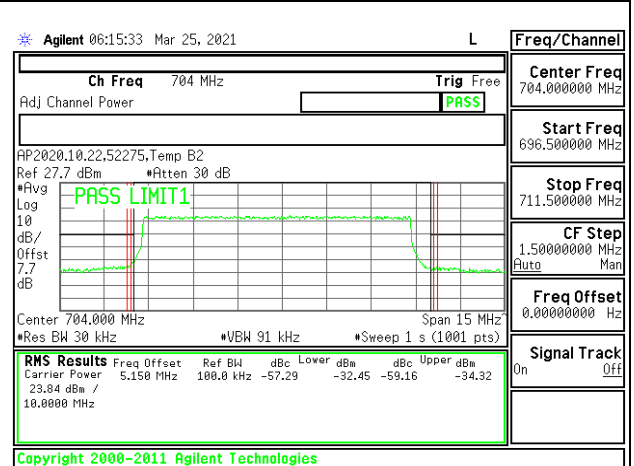 Agilent 06:15:33 Mar 25, 2021 L
Freq/Channel
Ch Freq 704 MHz Trig Free
Adj Channel Power PASS
AP2020.10.22,52275,Temp B2
Ref 27.7 dBm #Atten 30 dB
#Avg
Log
10
dB/
Offst
7.7
dB
PASS LIMIT1
Center 704.000 MHz Span 15 MHz
#Res BW 30 kHz #VBW 91 kHz #Sweep 1 s (1001 pts)
RMS Results Freq Offset Ref BW dBc Lower dBm dBc Upper dBm
Carrier Power 5.150 MHz 100.0 kHz -57.29 -32.45 -59.16 -34.32
23.84 dBm /
10.0000 MHz
Center Freq
704.000000 MHz
Start Freq
696.500000 MHz
Stop Freq
711.500000 MHz
CF Step
1.50000000 MHz
Auto Man
Freq Offset
0.00000000 Hz
Signal Track
On Off
Copyright 2000-2011 Agilent Technologies